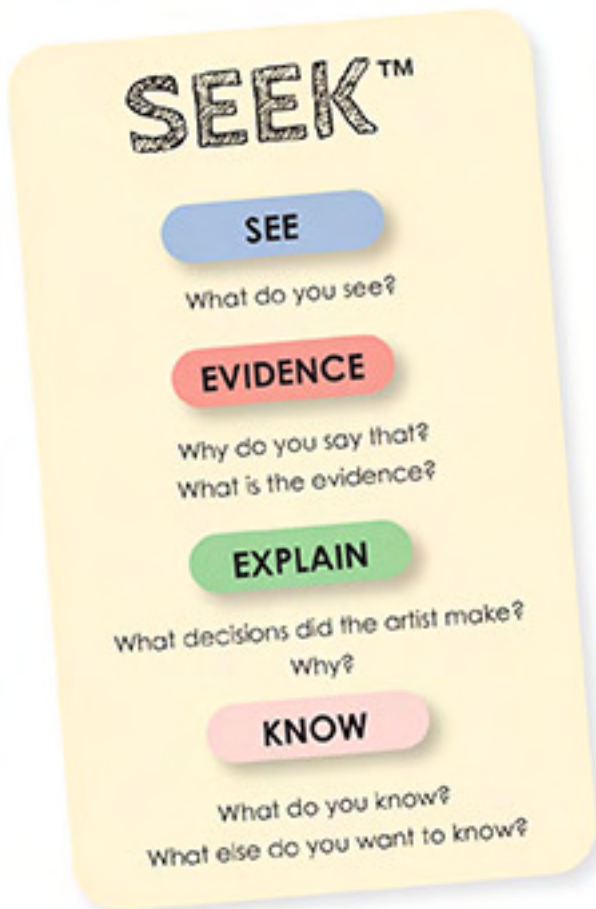 SEEK™
SEE
What do you see?
EVIDENCE
Why do you say that?
What is the evidence?
EXPLAIN
What decisions did the artist make?
Why?
KNOW
What do you know?
What else do you want to know?